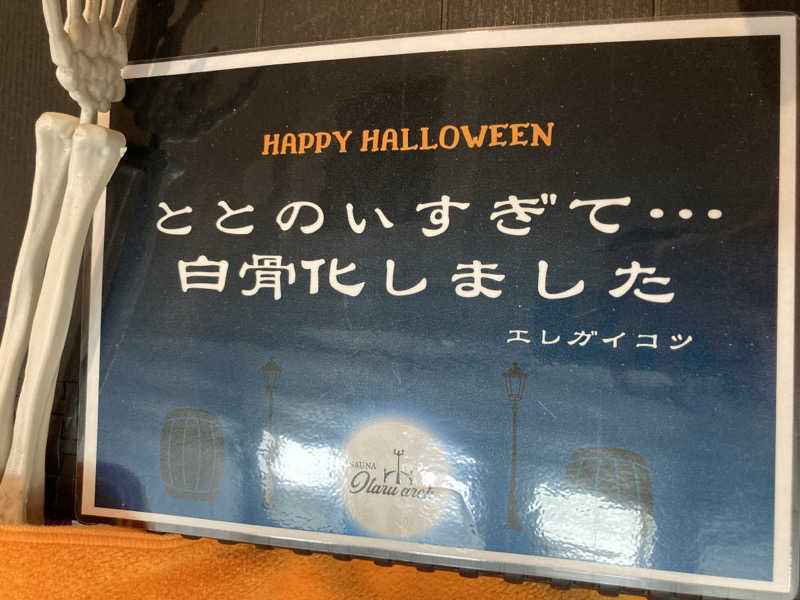 HAPPY HALLOWEEN
ととのいすぎて…
白骨化しました
エレガイコツ
SAUNA
Otaru arch